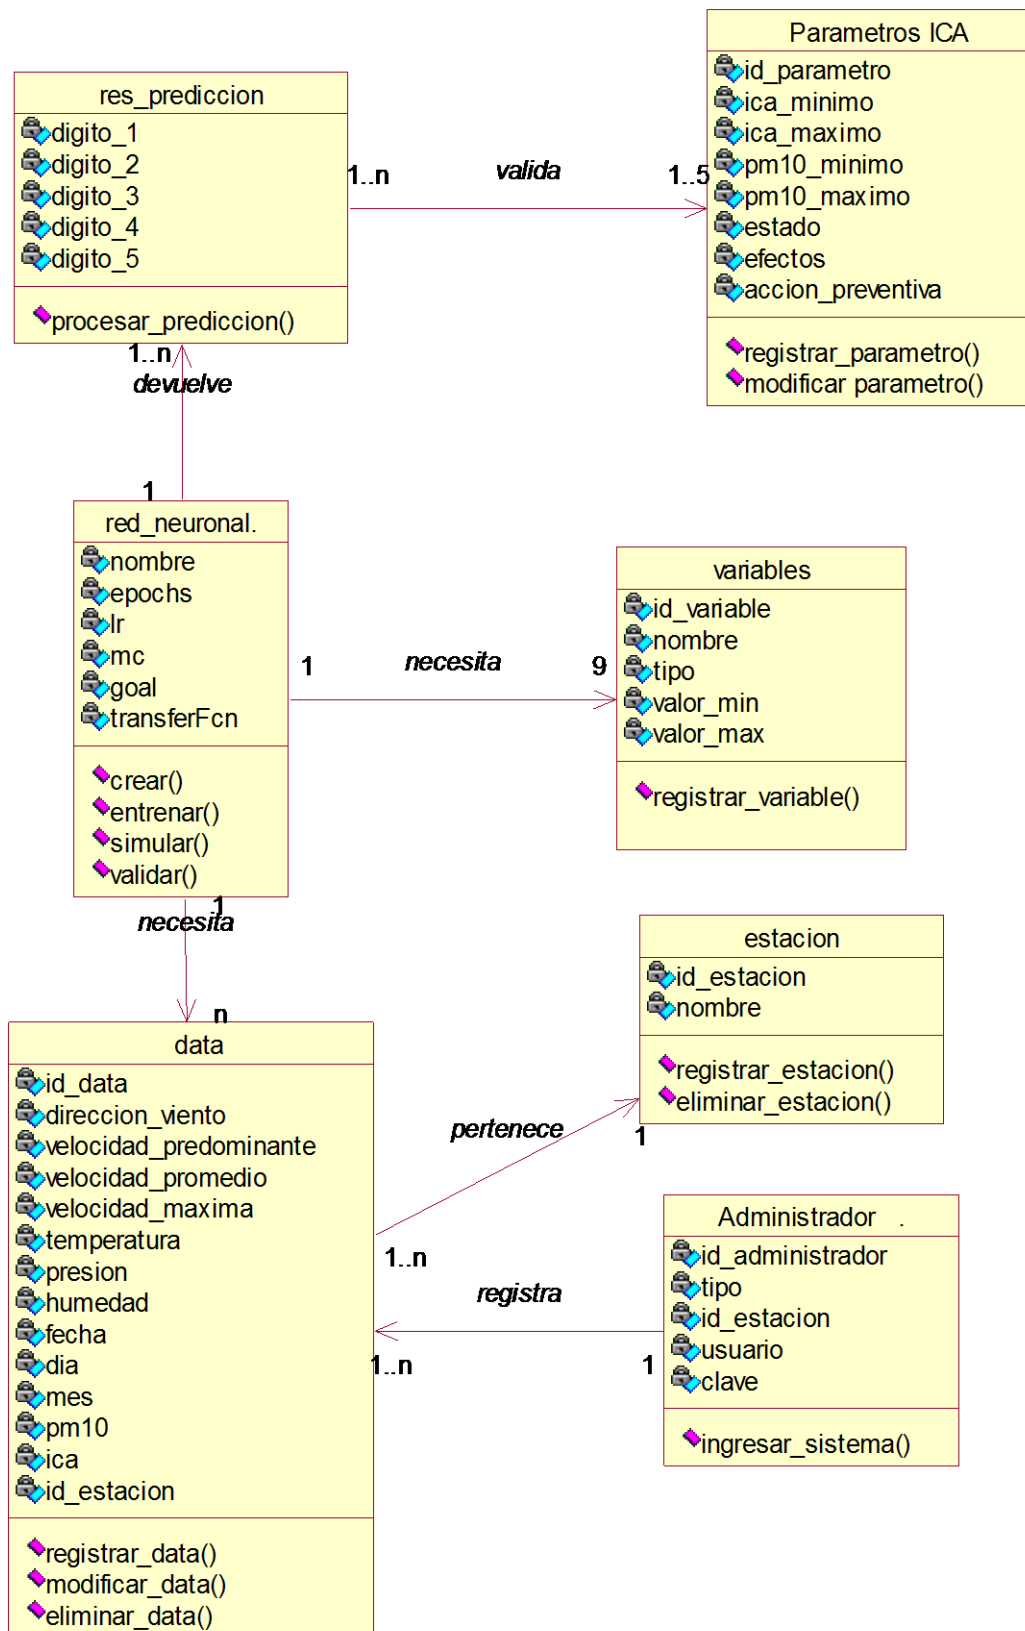 Parametros ICA
id_parametro
ica_minimo
ica_maximo
pm10_minimo
pm10_maximo
estado
efectos
accion_preventiva
registrar_parametro()
modificar parametro()
res_prediccion
digito_1
digito_2
digito_3
digito_4
digito_5
procesar_prediccion()
1..n
valida
1..5
1..n
devuelve
1
red_neuronal.
nombre
epochs
lr
mc
goal
transferFcn
crear()
entrenar()
simular()
validar()
1
necesita
9
variables
id_variable
nombre
tipo
valor_min
valor_max
registrar_variable()
1
necesita
n
data
id_data
direccion_viento
velocidad_predominante
velocidad_promedio
velocidad_maxima
temperatura
presion
humedad
fecha
dia
mes
pm10
ica
id_estacion
registrar_data()
modificar_data()
eliminar_data()
estacion
id_estacion
nombre
registrar_estacion()
eliminar_estacion()
pertenece
1
1..n
registra
1..n
1
Administrador .
id_administrador
tipo
id_estacion
usuario
clave
ingresar_sistema()